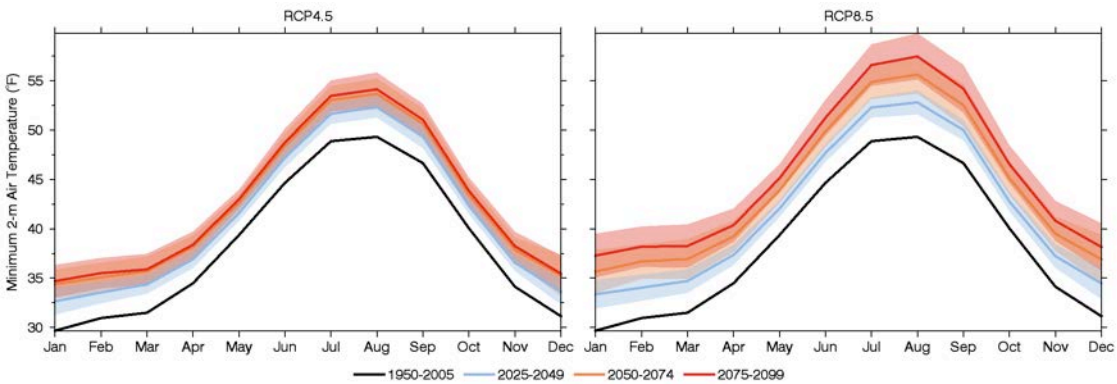 RCP4.5
RCP8.5
Minimum 2-m Air Temperature (°F)
55
50
45
40
35
30
Jan Feb Mar Apr May Jun Jul Aug Sep Oct Nov Dec
Jan Feb Mar Apr May Jun Jul Aug Sep Oct Nov Dec
1950-2005 2025-2049 2050-2074 2075-2099